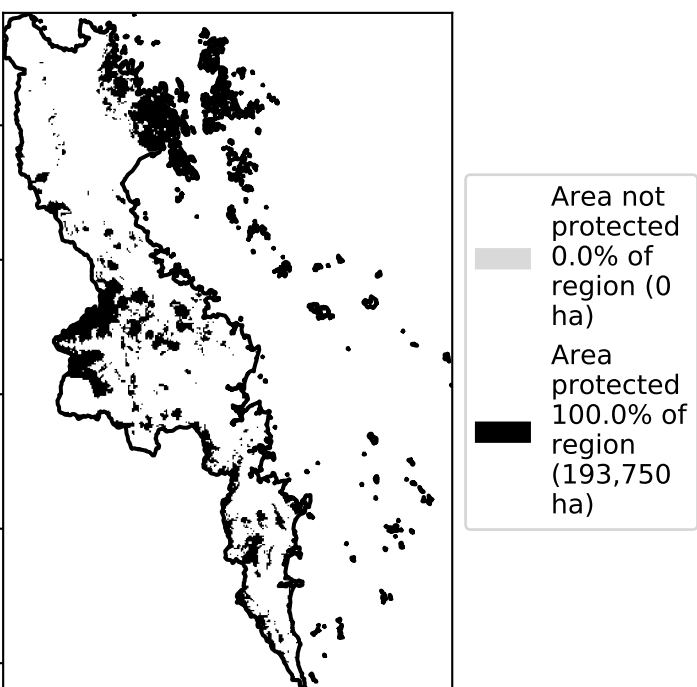 Area not
protected
0.0% of
region (0
ha)
Area
protected
100.0% of
region
(193,750
ha)